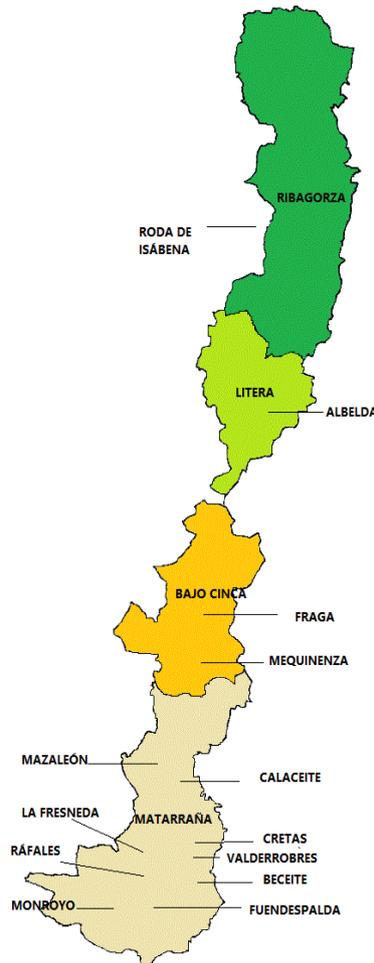 RIBAGORZA
RODA DE
ISÁBENA
LITERA
ALBELDA
BAJO CINCA
FRAGA
MEQUINENZA
MAZALEÓN
CALACEITE
LA FRESNEDA
MATARRAÑA
CRETAS
RÁFALES
VALDERROBRÈS
BECEITE
MONROYO
FUENDESPALDA